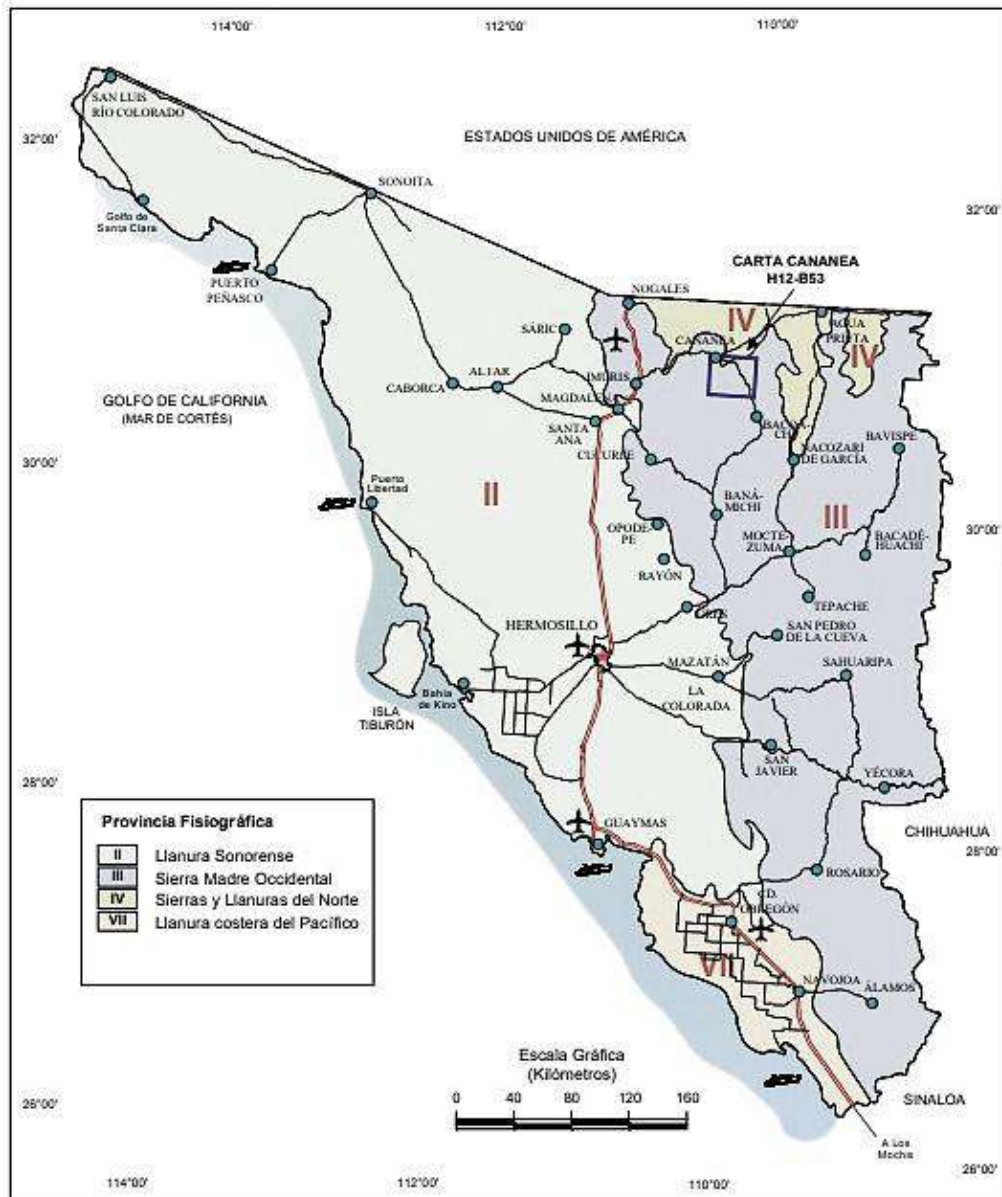 114°00'
112°00'
110°00'
SAN LUIS
RÍO COLORADO
32°00'
ESTADOS UNIDOS DE AMÉRICA
SONOITA
32°00'
Golfo de
Santa Clara
CARTA CANANEA
H12-B53
PUERTO
PEÑASCO
NOGALES
IV
SÁRIC
AGUA
PRIETA
CANANEA
IV
ALTAR
IMURIS
CABORCA
GOLFO DE CALIFORNIA
(MAR DE CORTÉS)
MAGDALENA
SANTA
ANA
BACOA-
CHI
BAVISPE
CUCURPE
NACOZARI
DE GARCÍA
30°00'
Puerto
Libertad
II
BANÁ-
MICHI
III
30°00'
OPODE-
PE
MOCTE-
ZUMA
BACADÉ-
HUACHI
RAYÓN
TEPACHE
URES
HERMOSILLO
SAN PEDRO
DE LA CUEVA
MAZATÁN
SAHUARIPA
LA
COLORADA
Bahía
de Kino
ISLA
TIBURÓN
SAN
JAVIER
YÉCORA
28°00'
Provincia Fisiográfica
II Llanura Sonorense
III Sierra Madre Occidental
IV Sierras y Llanuras del Norte
VII Llanura costera del Pacífico
GUAYMAS
CHIHUAHUA
28°00'
ROSARIO
CD.
OBREGÓN
VII
NAVOJOA
ÁLAMOS
Escala Gráfica
(Kilómetros)
0 40 80 120 160
26°00'
SINALOA
A Los
Mochis
114°00'
112°00'
110°00'
26°00'